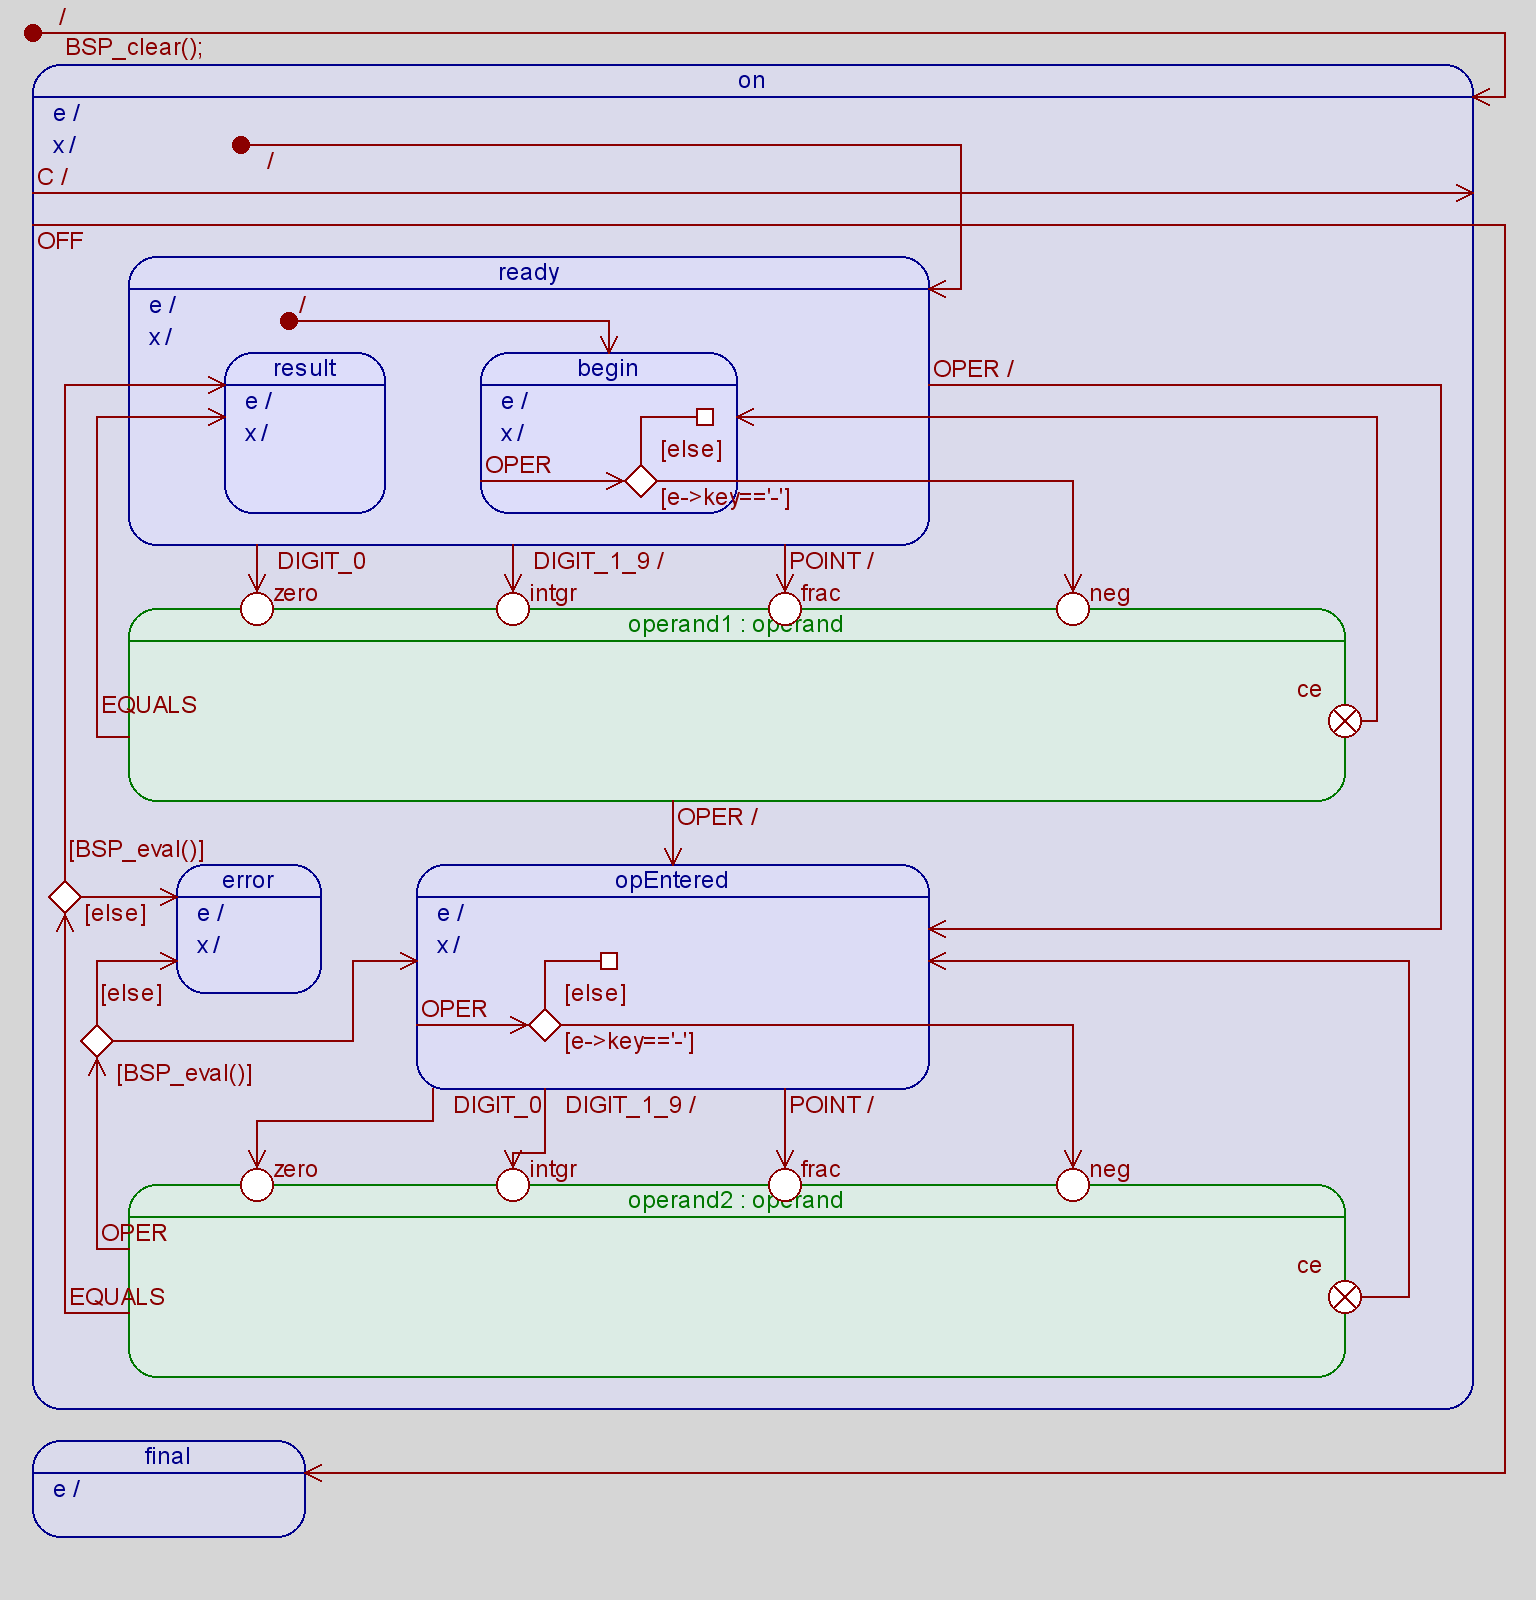 /
BSP_clear();
on
e /
x /
/
C /
OFF
ready
e /
x /
/
result
e /
x /
begin
e /
x /
[else]
OPER
[e->key=='-']
OPER /
DIGIT_0
DIGIT_1_9 /
POINT /
zero
intgr
frac
neg
operand1 : operand
ce
EQUALS
OPER /
[BSP_eval()]
[else]
error
e /
x /
opEntered
e /
x /
[else]
[else]
OPER
[e->key=='-']
[BSP_eval()]
DIGIT_0
DIGIT_1_9 /
POINT /
zero
intgr
frac
neg
operand2 : operand
OPER
ce
EQUALS
final
e /